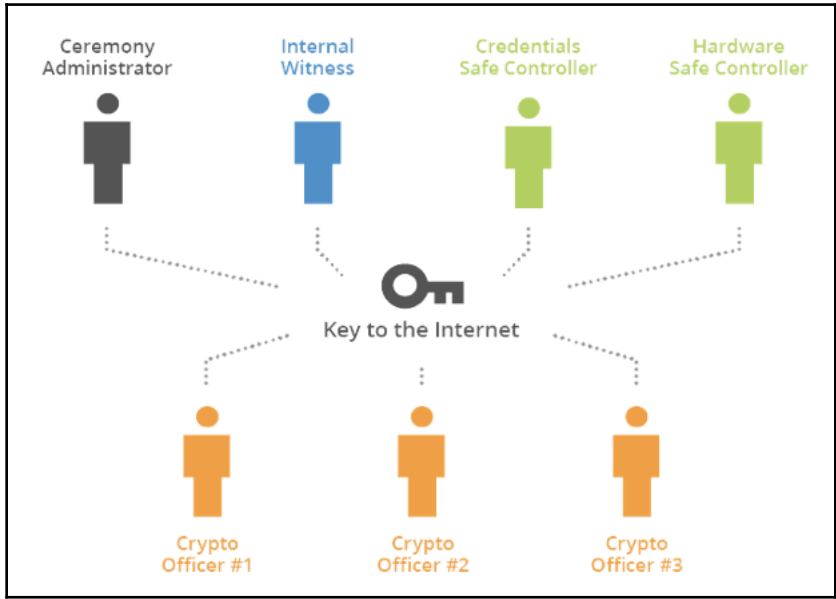 Ceremony
Administrator
Internal
Witness
Credentials
Safe Controller
Hardware
Safe Controller
Key to the Internet
Crypto
Officer #1
Crypto
Officer #2
Crypto
Officer #3